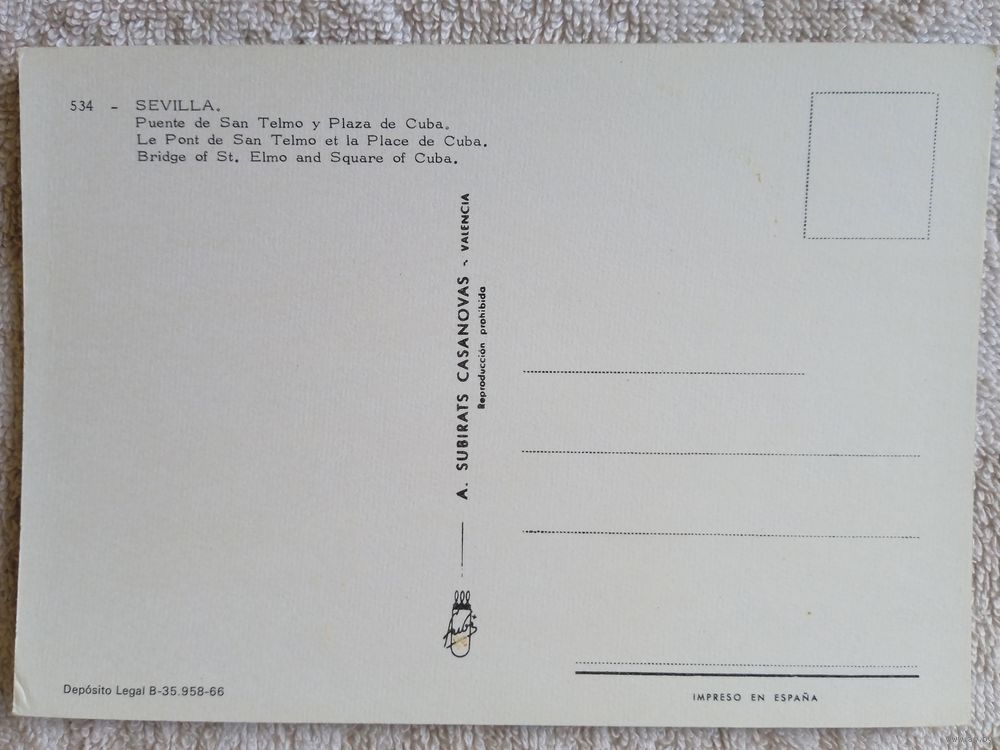 534 - SEVILLA.
Puente de San Telmo y Plaza de Cuba.
Le Pont de San Telmo et la Place de Cuba.
Bridge of St. Elmo and Square of Cuba.
A. SUBIRATS CASANOVAS - VALENCIA
Reproducción prohibida
Depósito Legal B-35.958-66
IMPRESO EN ESPAÑA